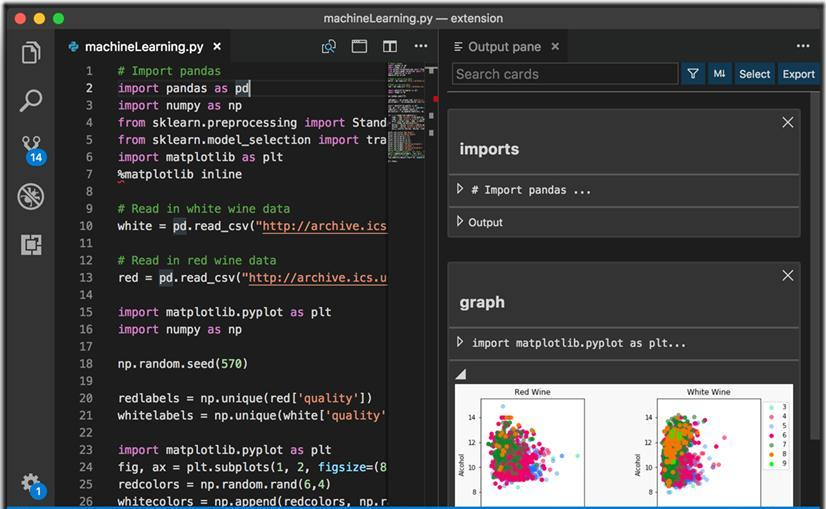 machineLearning.py — extension
machineLearning.py ×
1 # Import pandas
2 import pandas as pd
3 import numpy as np
4 from sklearn.preprocessing import Stand
5 from sklearn.model_selection import tra
6 import matplotlib as plt
7 %matplotlib inline
8
9 # Read in white wine data
10 white = pd.read_csv("http://archive.ics
11
12 # Read in red wine data
13 red = pd.read_csv("http://archive.ics.u
14
15 import matplotlib.pyplot as plt
16 import numpy as np
17
18 np.random.seed(570)
19
20 redlabels = np.unique(red['quality'])
21 whitelabels = np.unique(white['quality'
22
23 import matplotlib.pyplot as plt
24 fig, ax = plt.subplots(1, 2, figsize=(8
25 redcolors = np.random.rand(6,4)
26 whitecolors = np.append(redcolors, np.r
14
1
Output pane ×
Search cards
M↓ Select Export
imports
# Import pandas ...
Output
graph
import matplotlib.pyplot as plt...
Red Wine
Alcohol
14
12
10
8
White Wine
Alcohol
14
12
10
8
3
4
5
6
7
8
9